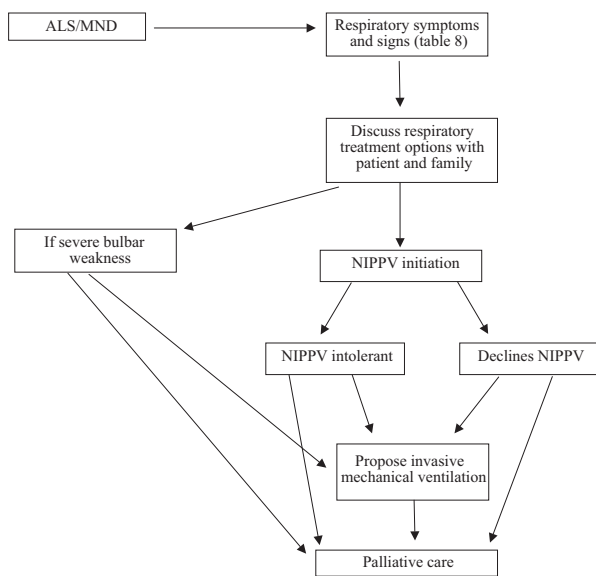 ALS/MND
Respiratory symptoms
and signs (table 8)
Discuss respiratory
treatment options with
patient and family
If severe bulbar
weakness
NIPPV initiation
NIPPV intolerant
Declines NIPPV
Propose invasive
mechanical ventilation
Palliative care